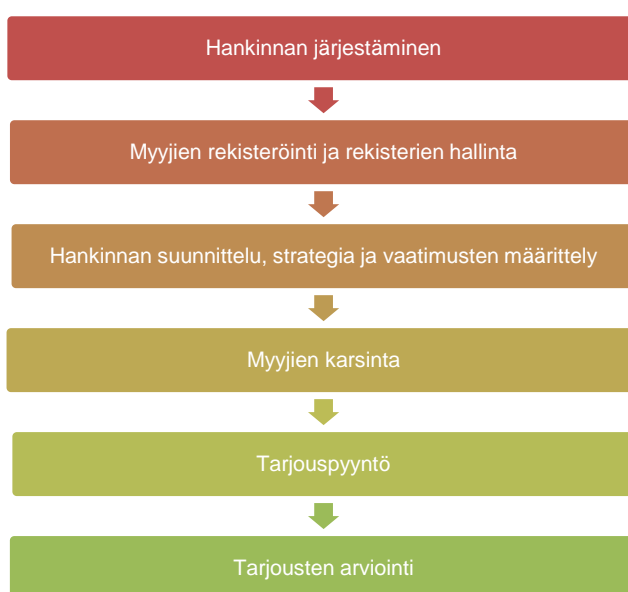 Hankinnan järjestäminen
Myyjien rekisteröinti ja rekisterien hallinta
Hankinnan suunnittelu, strategia ja vaatimusten määrittely
Myyjien karsinta
Tarjouspyyntö
Tarjousten arviointi